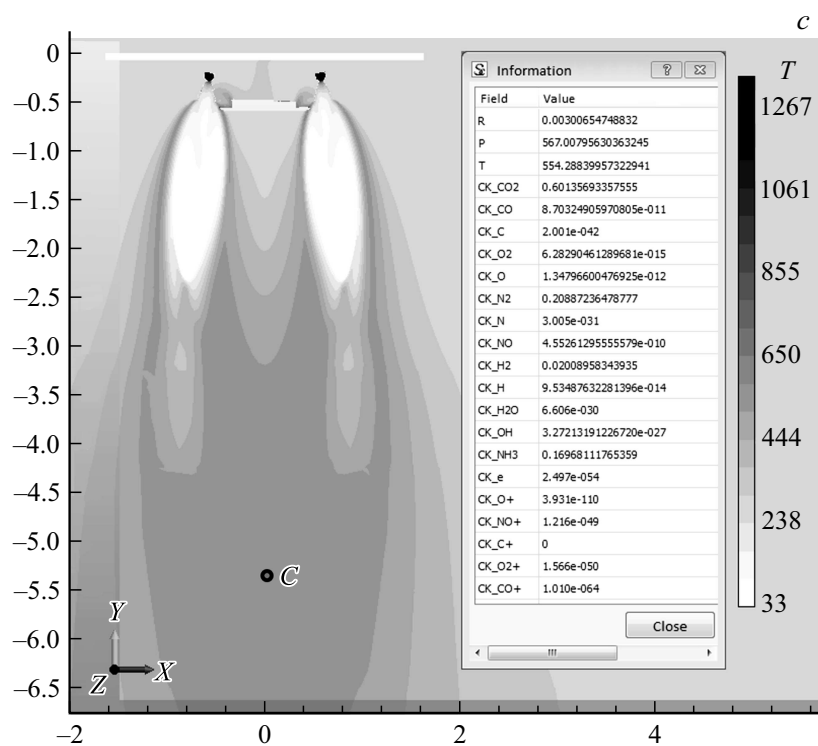 c
0
–0.5
–1.0
–1.5
–2.0
–2.5
–3.0
–3.5
–4.0
–4.5
–5.0
–5.5
–6.0
–6.5
–2
0
2
4
Y
X
Z
C
Information
Field Value
R 0.00300654748832
P 567.00795630363245
T 554.28839957322941
CK_CO2 0.60135693357555
CK_CO 8.70324905970805e-011
CK_C 2.001e-042
CK_O2 6.28290461289681e-015
CK_O 1.34796600476925e-012
CK_N2 0.20887236478777
CK_N 3.005e-031
CK_NO 4.55261295555579e-010
CK_H2 0.02008958343935
CK_H 9.53487632281396e-014
CK_H2O 6.606e-030
CK_OH 3.27213191226720e-027
CK_NH3 0.16968111765359
CK_e 2.497e-054
CK_O+ 3.931e-110
CK_NO+ 1.216e-049
CK_C+ 0
CK_O2+ 1.566e-050
CK_CO+ 1.010e-064
Close
T
1267
1061
855
650
444
238
33